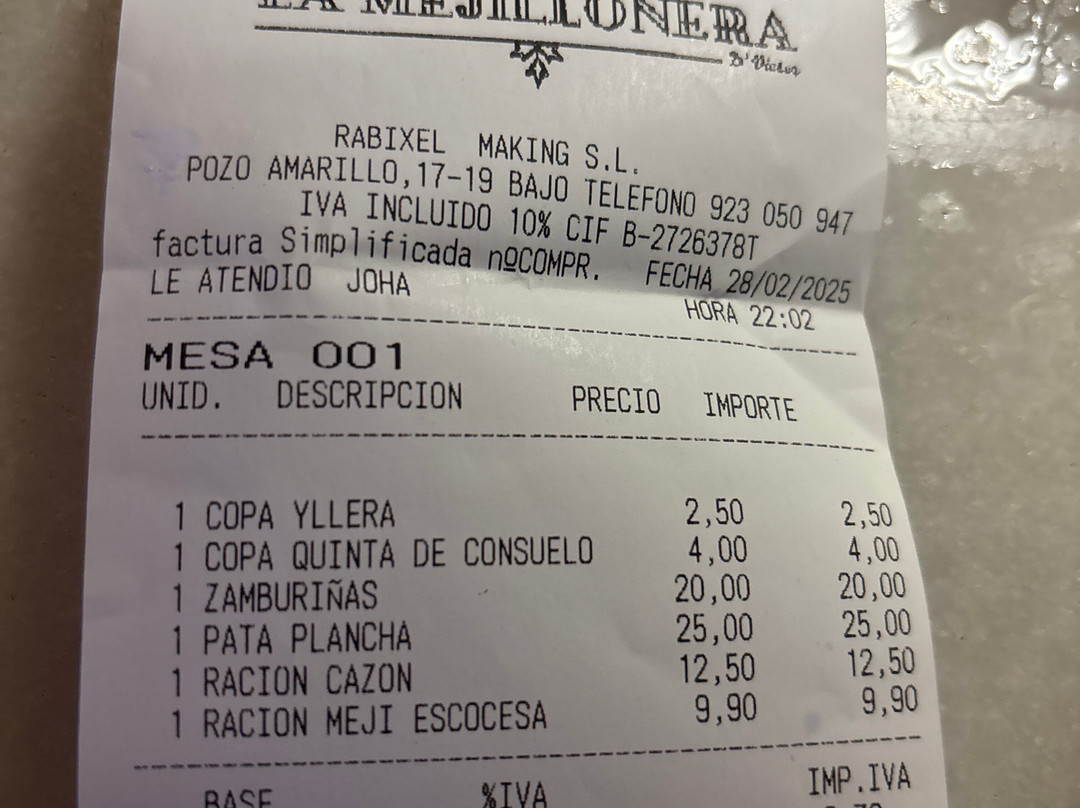 LA MEJILLONERA
D'Victor
RABIXEL MAKING S.L.
POZO AMARILLO,17-19 BAJO TELEFONO 923 050 947
IVA INCLUIDO 10% CIF B-2726378T
factura Simplificada nºCOMPR. FECHA 28/02/2025
LE ATENDIO JOHA HORA 22:02
MESA 001
UNID. DESCRIPCION PRECIO IMPORTE
1 COPA YLLERA 2,50 2,50
1 COPA QUINTA DE CONSUELO 4,00 4,00
1 ZAMBURIÑAS 20,00 20,00
1 PATA PLANCHA 25,00 25,00
1 RACION CAZON 12,50 12,50
1 RACION MEJI ESCOCESA 9,90 9,90
BASE %IVA IMP.IVA